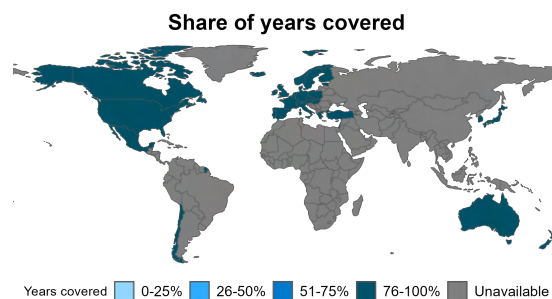 Share of years covered
Years covered 0-25% 26-50% 51-75% 76-100% Unavailable